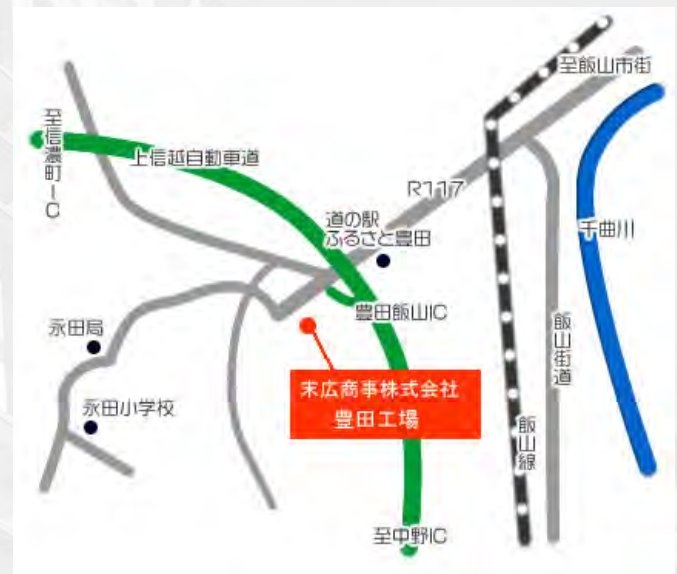 至飯山市街
至信濃町IC
上信越自動車道
R117
道の駅
ふるさと豊田
千曲川
豊田飯山IC
永田局
飯山街道
末広商事株式会社
豊田工場
永田小学校
飯山線
至中野IC